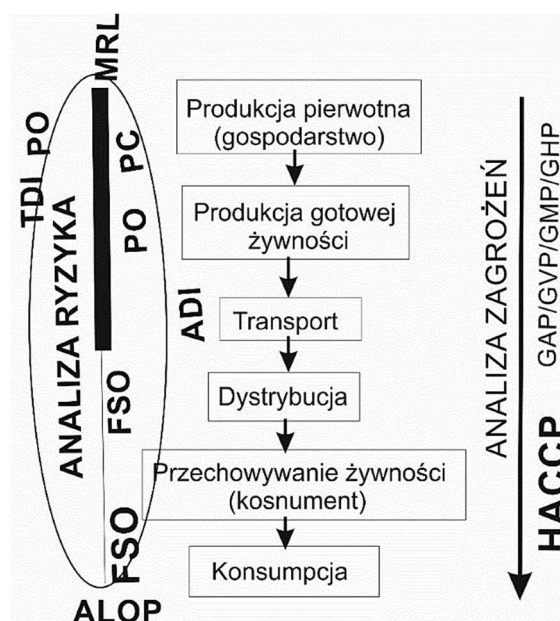 MRL
TDI PO
ANALIZA RYZYKA
PC
PO
FSO
FSO
ALOP
ADI
Produkcja pierwotna
(gospodarstwo)
Produkcja gotowej
żywności
Transport
Dystrybucja
Przechowywanie żywności
(kosnument)
Konsumpcja
ANALIZA ZAGROŻEŃ
GAP/GVP/GMP/GHP
HACCP